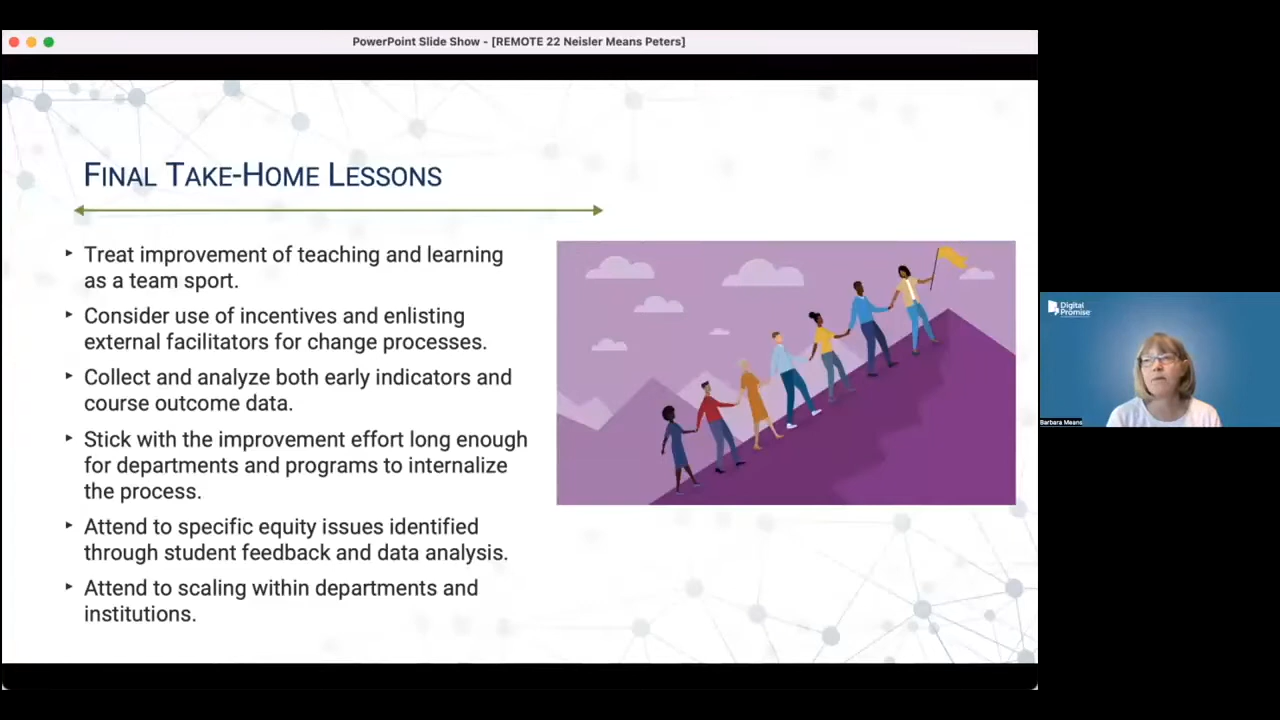 PowerPoint Slide Show - [REMOTE 22 Neisler Means Peters]
FINAL TAKE-HOME LESSONS
‣ Treat improvement of teaching and learning
as a team sport.
‣ Consider use of incentives and enlisting
external facilitators for change processes.
‣ Collect and analyze both early indicators and
course outcome data.
‣ Stick with the improvement effort long enough
for departments and programs to internalize
the process.
‣ Attend to specific equity issues identified
through student feedback and data analysis.
‣ Attend to scaling within departments and
institutions.
Digital
Promise
Barbara Means